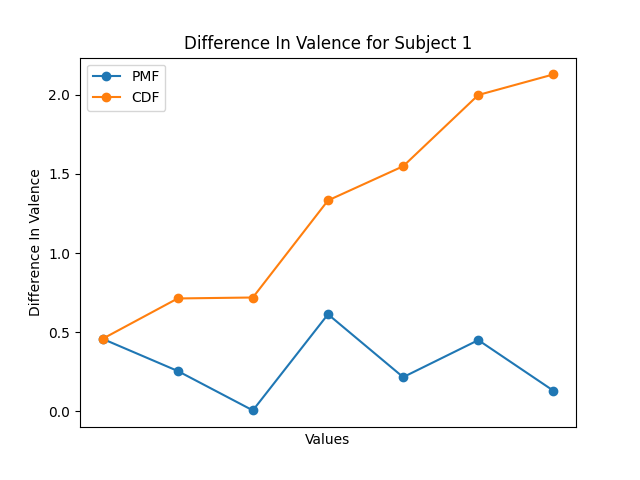 Difference In Valence for Subject 1
PMF
CDF
2.0
1.5
1.0
0.5
0.0
Difference In Valence
Values